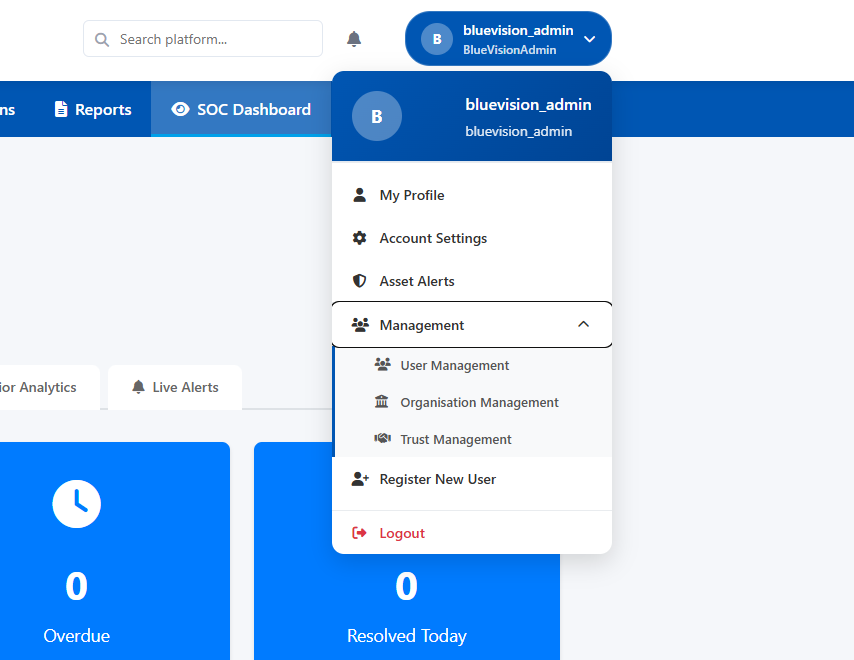 Search platform...
B
bluevision_admin
BlueVisionAdmin
ns
Reports
SOC Dashboard
B
bluevision_admin
bluevision_admin
My Profile
Account Settings
Asset Alerts
Management
User Management
Organisation Management
Trust Management
Register New User
Logout
ior Analytics
Live Alerts
0
Overdue
0
Resolved Today